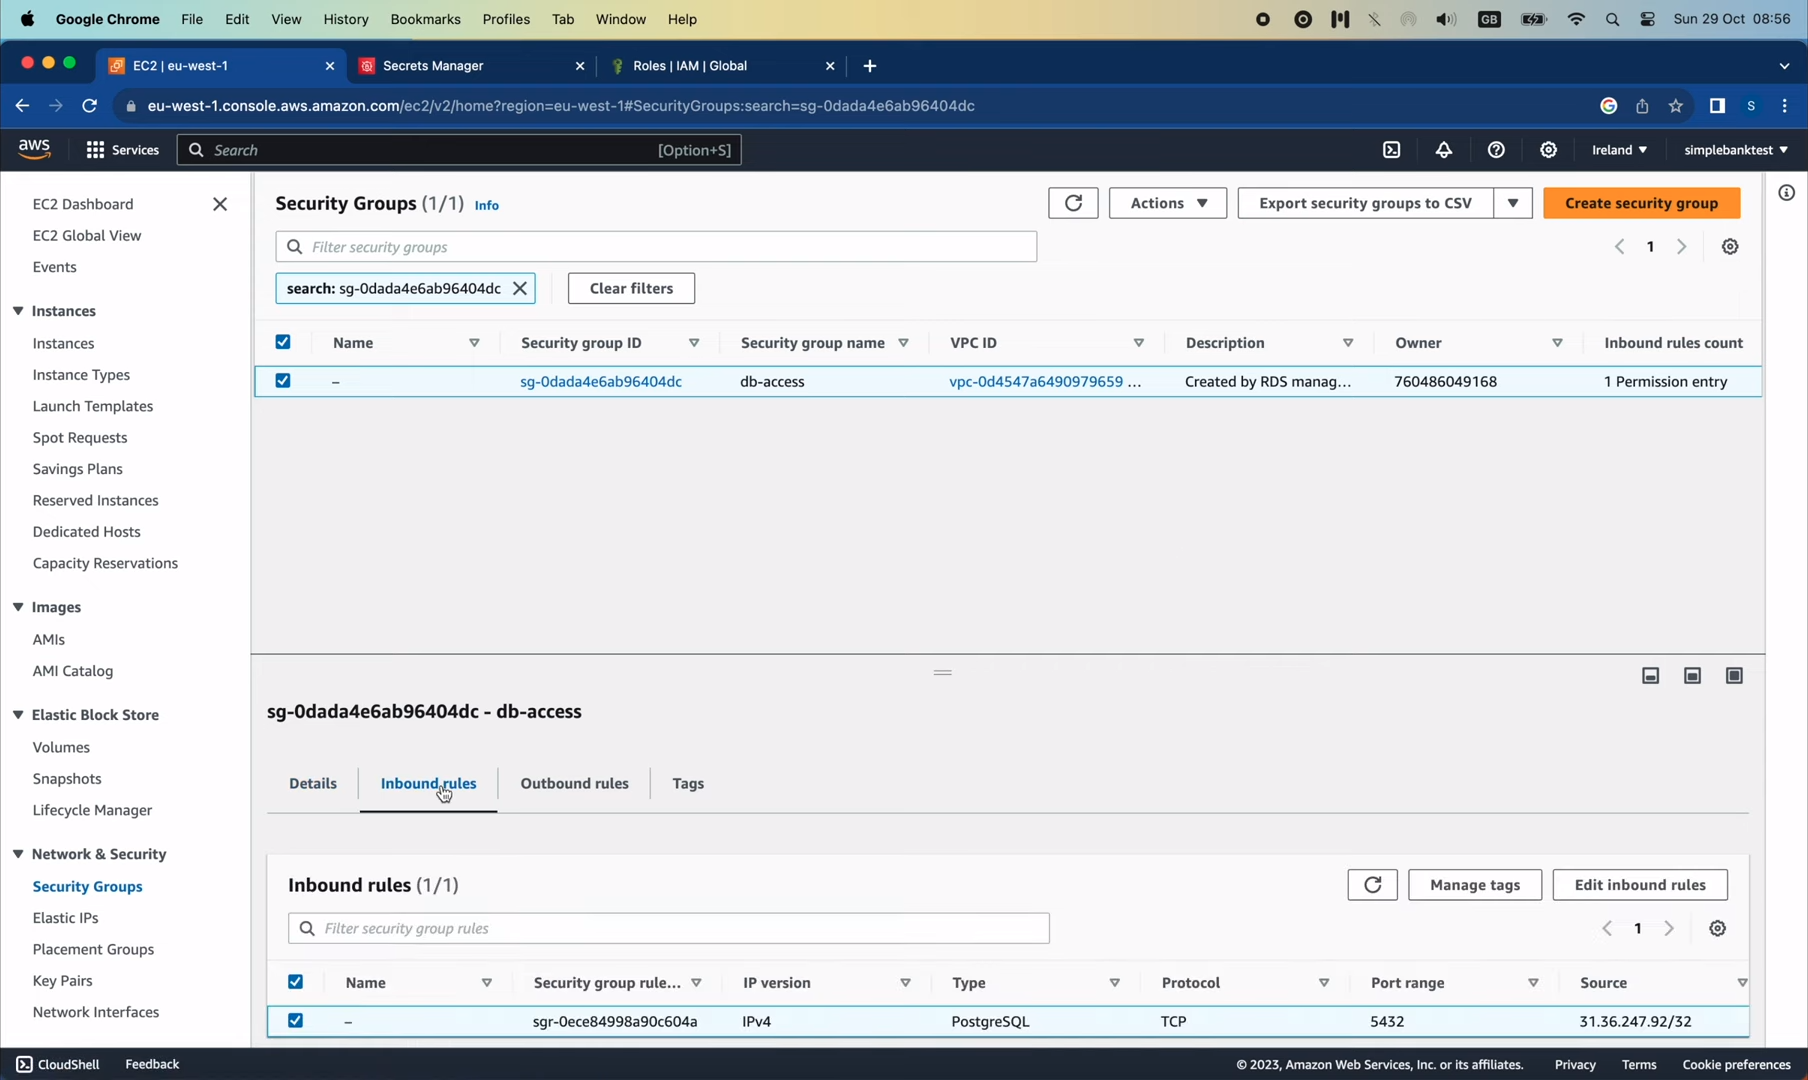 Google Chrome File Edit View History Bookmarks Profiles Tab Window Help GB Sun 29 Oct 08:56
EC2 | eu-west-1 Secrets Manager Roles | IAM | Global
eu-west-1.console.aws.amazon.com/ec2/v2/home?region=eu-west-1#SecurityGroups:search=sg-0dada4e6ab96404dc G S
aws Services Search [Option+S] Ireland simplebanktest
EC2 Dashboard
EC2 Global View
Events
Instances
Instances
Instance Types
Launch Templates
Spot Requests
Savings Plans
Reserved Instances
Dedicated Hosts
Capacity Reservations
Images
AMIs
AMI Catalog
Elastic Block Store
Volumes
Snapshots
Lifecycle Manager
Network & Security
Security Groups
Elastic IPs
Placement Groups
Key Pairs
Network Interfaces
Security Groups (1/1) Info Actions Export security groups to CSV Create security group
Filter security groups 1
search: sg-0dada4e6ab96404dc Clear filters
Name Security group ID Security group name VPC ID Description Owner Inbound rules count
– sg-0dada4e6ab96404dc db-access vpc-0d4547a6490979659 ... Created by RDS manag... 760486049168 1 Permission entry
sg-0dada4e6ab96404dc - db-access
Details Inbound rules Outbound rules Tags
Inbound rules (1/1) Manage tags Edit inbound rules
Filter security group rules 1
Name Security group rule... IP version Type Protocol Port range Source
– sgr-0ece84998a90c604a IPv4 PostgreSQL TCP 5432 31.36.247.92/32
CloudShell Feedback © 2023, Amazon Web Services, Inc. or its affiliates. Privacy Terms Cookie preferences